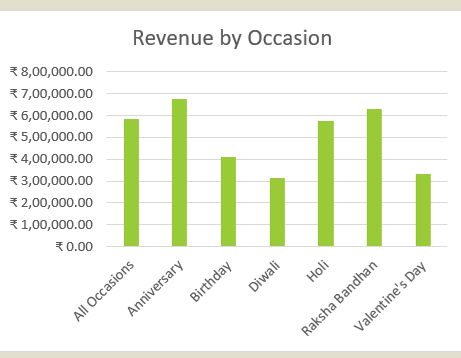 Revenue by Occasion
₹ 8,00,000.00
₹ 7,00,000.00
₹ 6,00,000.00
₹ 5,00,000.00
₹ 4,00,000.00
₹ 3,00,000.00
₹ 2,00,000.00
₹ 1,00,000.00
₹ 0.00
All Occasions
Anniversary
Birthday
Diwali
Holi
Raksha Bandhan
Valentine's Day